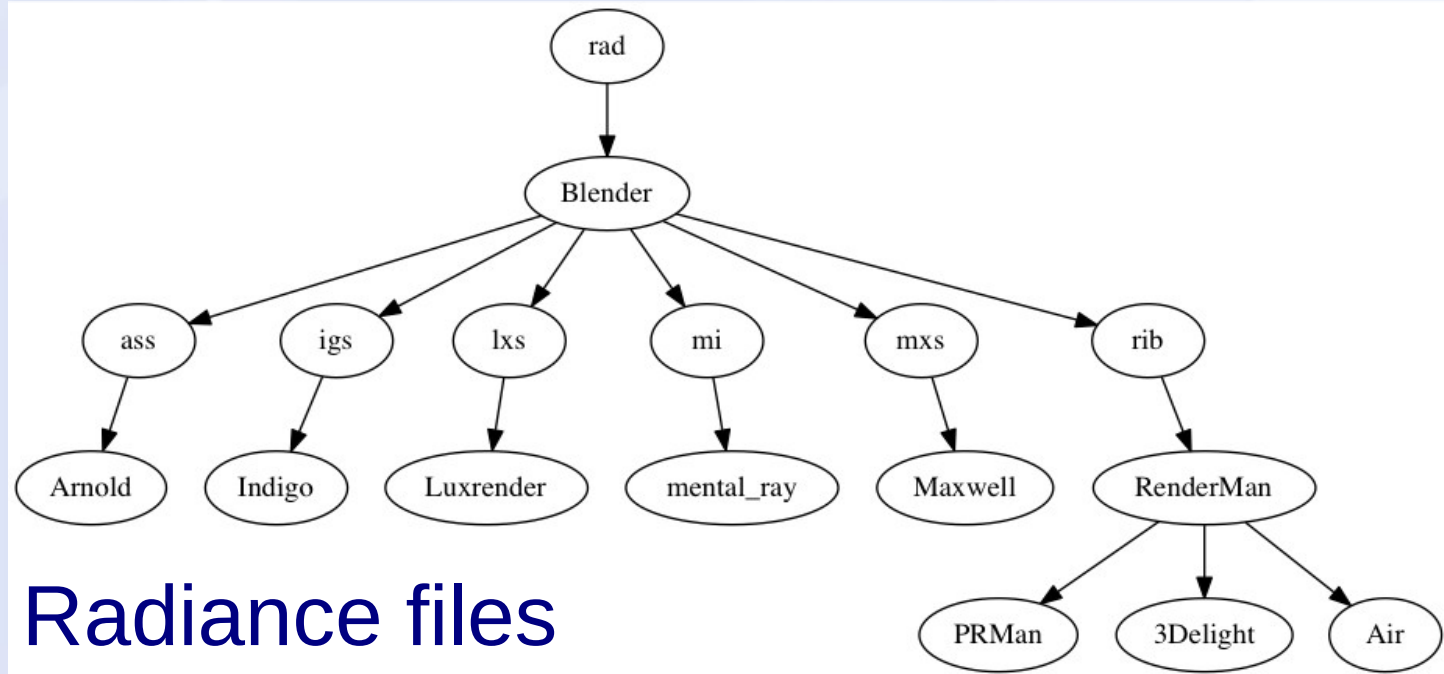 rad
Blender
ass igs lxs mi mxs rib
Arnold Indigo Luxrender mental_ray Maxwell RenderMan
Radiance files
PRMan 3Delight Air